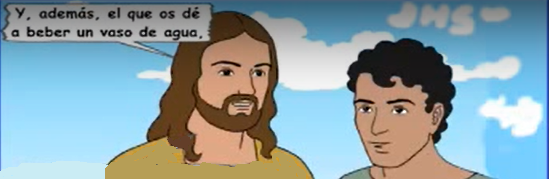 Y, además, el que os dé
a beber un vaso de agua,
JHS